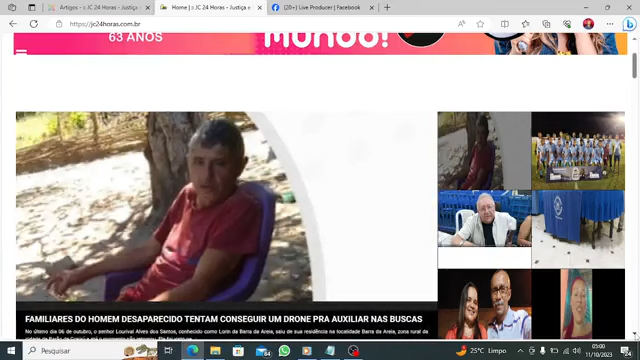 Artigos - :: JC 24 Horas - Justiça e
Home | :: JC 24 Horas - Justiça e
(20+) Live Producer | Facebook
https://jc24horas.com.br
63 ANOS
MUNDO!
FAMILIARES DO HOMEM DESAPARECIDO TENTAM CONSEGUIR UM DRONE PRA AUXILIAR NAS BUSCAS
No último dia 06 de outubro, o senhor Lourival Alves dos Santos, conhecido como Lorin da Barra da Areia, saiu de sua residência na localidade Barra da Areia, zona rural da
Pesquisar
64
25°C Limpo
05:00
11/10/2023